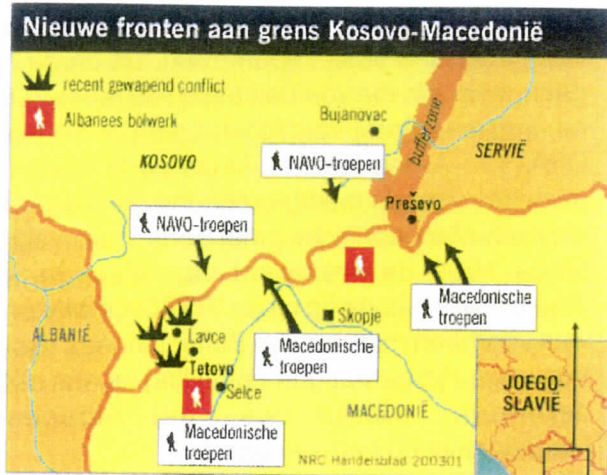 Nieuwe fronten aan grens Kosovo-Macedonië
recent gewapend conflict
Albanees bolwerk
Bujanovac
bufferzone
KOSOVO
NAVO-troepen
SERVIË
Presevo
NAVO-troepen
Macedonische
troepen
Skopje
ALBANIË
Lavce
Macedonische
troepen
Tetovo
Selce
JOEGO-
SLAVIË
MACEDONIË
Macedonische
troepen
NRC Handelsblad 200301